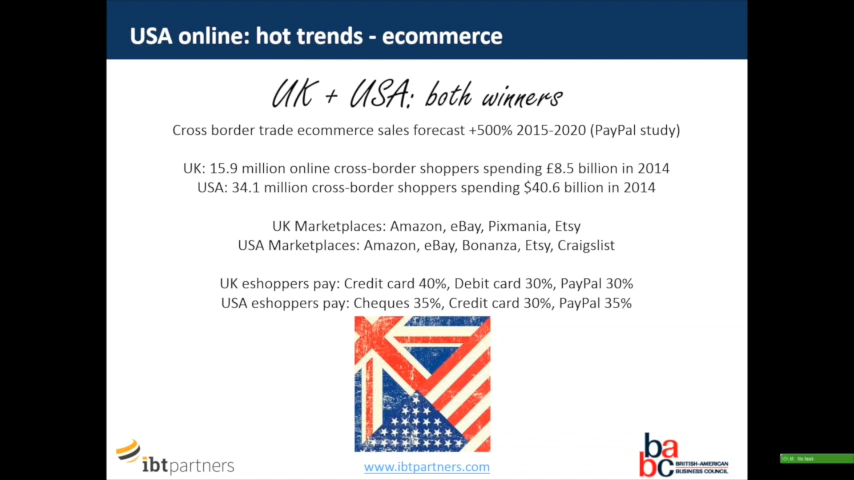 USA online: hot trends - ecommerce
UK + USA: both winners
Cross border trade ecommerce sales forecast +500% 2015-2020 (PayPal study)
UK: 15.9 million online cross-border shoppers spending £8.5 billion in 2014
USA: 34.1 million cross-border shoppers spending $40.6 billion in 2014
UK Marketplaces: Amazon, eBay, Pixmania, Etsy
USA Marketplaces: Amazon, eBay, Bonanza, Etsy, Craigslist
UK eshoppers pay: Credit card 40%, Debit card 30%, PayPal 30%
USA eshoppers pay: Cheques 35%, Credit card 30%, PayPal 35%
ibtpartners
www.ibtpartners.com
babc
BRITISH-AMERICAN
BUSINESS COUNCIL